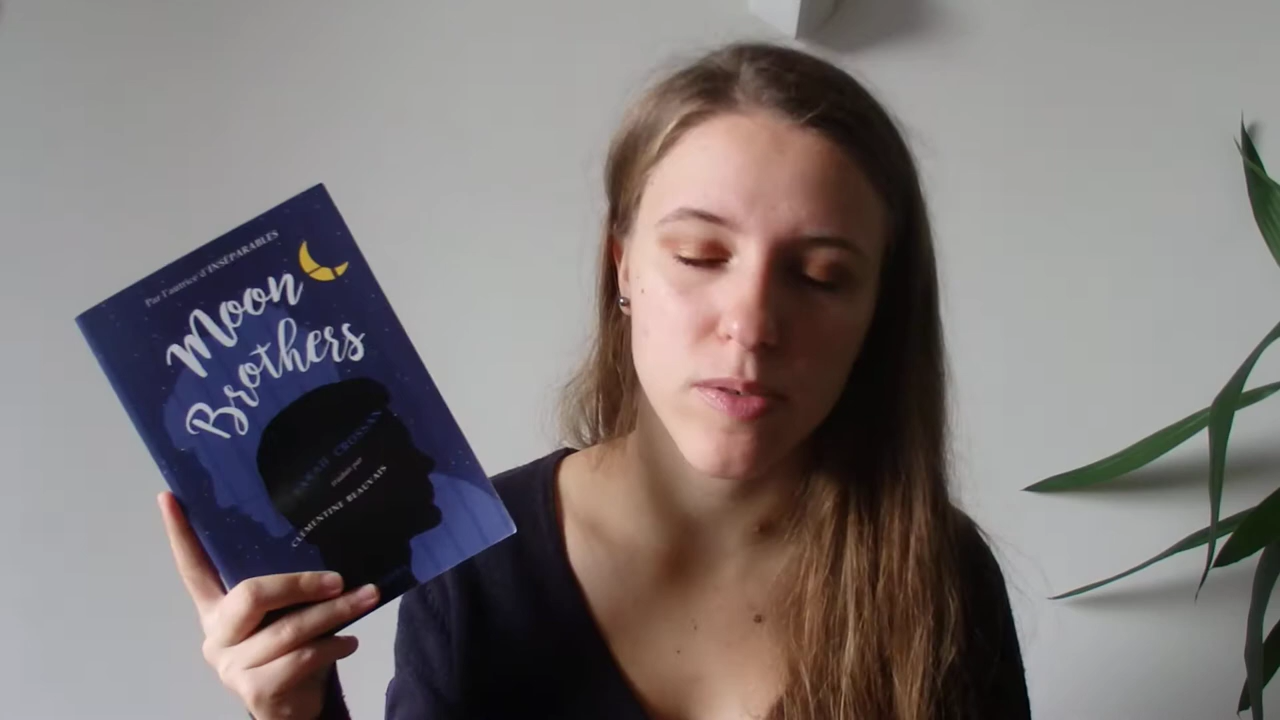 Par l'autrice d'INSÉPARABLES
Moon
Brothers
SARAH CROSSAN
traduit par
CLÉMENTINE BEAUVAIS